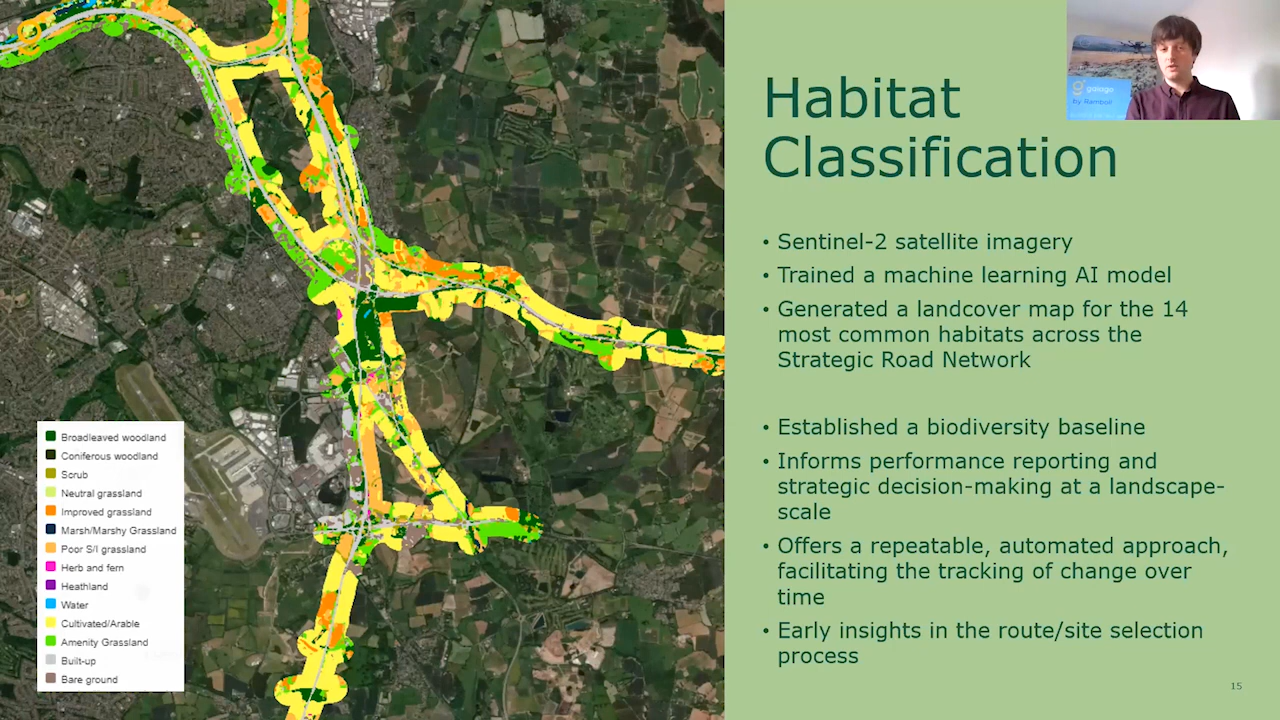 Habitat
Classification
• Sentinel-2 satellite imagery
• Trained a machine learning AI model
• Generated a landcover map for the 14
most common habitats across the
Strategic Road Network
• Established a biodiversity baseline
• Informs performance reporting and
strategic decision-making at a landscape-
scale
• Offers a repeatable, automated approach,
facilitating the tracking of change over
time
• Early insights in the route/site selection
process
Broadleaved woodland
Coniferous woodland
Scrub
Neutral grassland
Improved grassland
Marsh/Marshy Grassland
Poor S/I grassland
Herb and fern
Heathland
Water
Cultivated/Arable
Amenity Grassland
Built-up
Bare ground
galago
by Ramboll
15